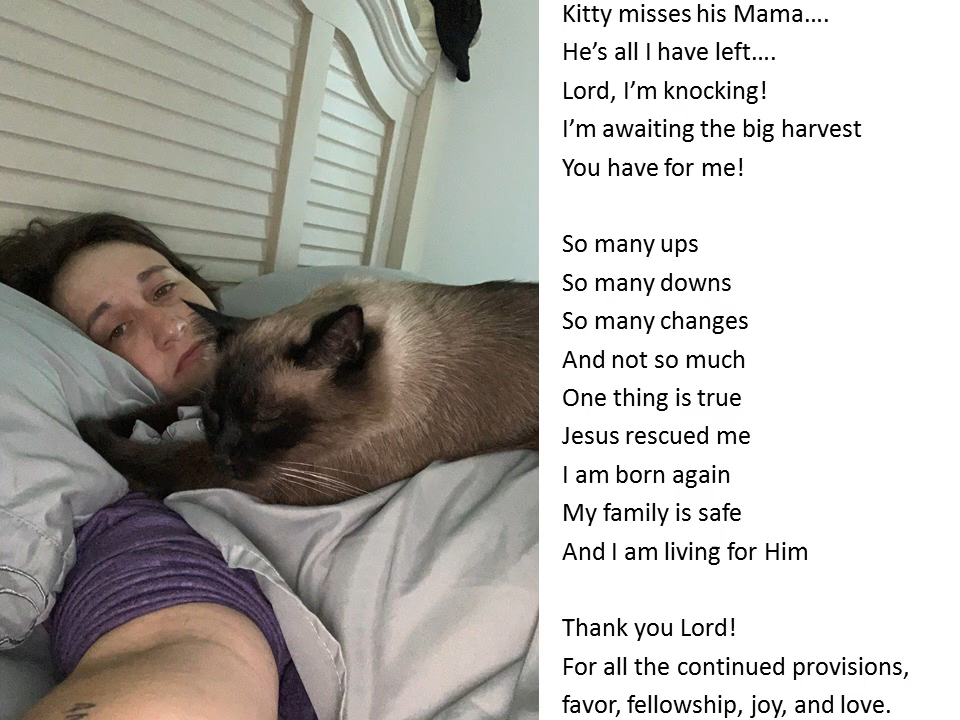 Kitty misses his Mama....
He's all I have left....
Lord, I'm knocking!
I'm awaiting the big harvest
You have for me!
So many ups
So many downs
So many changes
And not so much
One thing is true
Jesus rescued me
I am born again
My family is safe
And I am living for Him
Thank you Lord!
For all the continued provisions,
favor, fellowship, joy, and love.